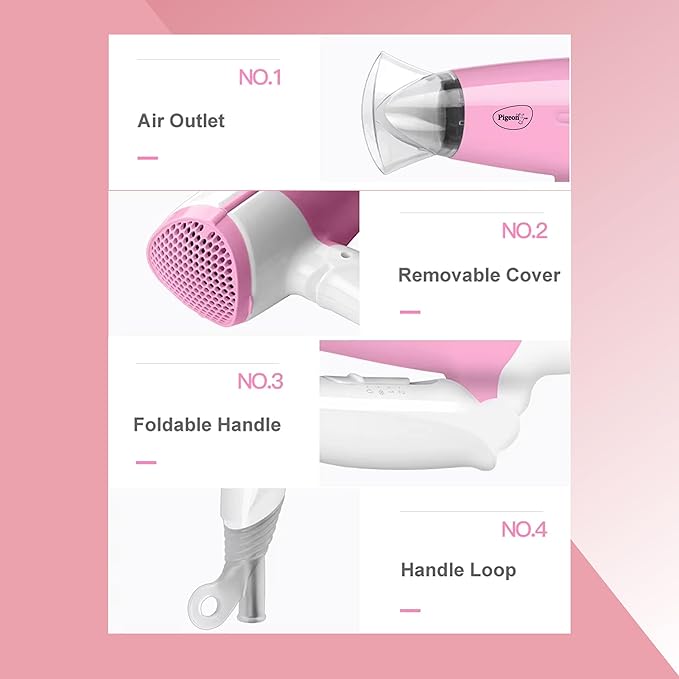 NO.1
Air Outlet
Pigeon
NO.2
Removable Cover
NO.3
Foldable Handle
NO.4
Handle Loop